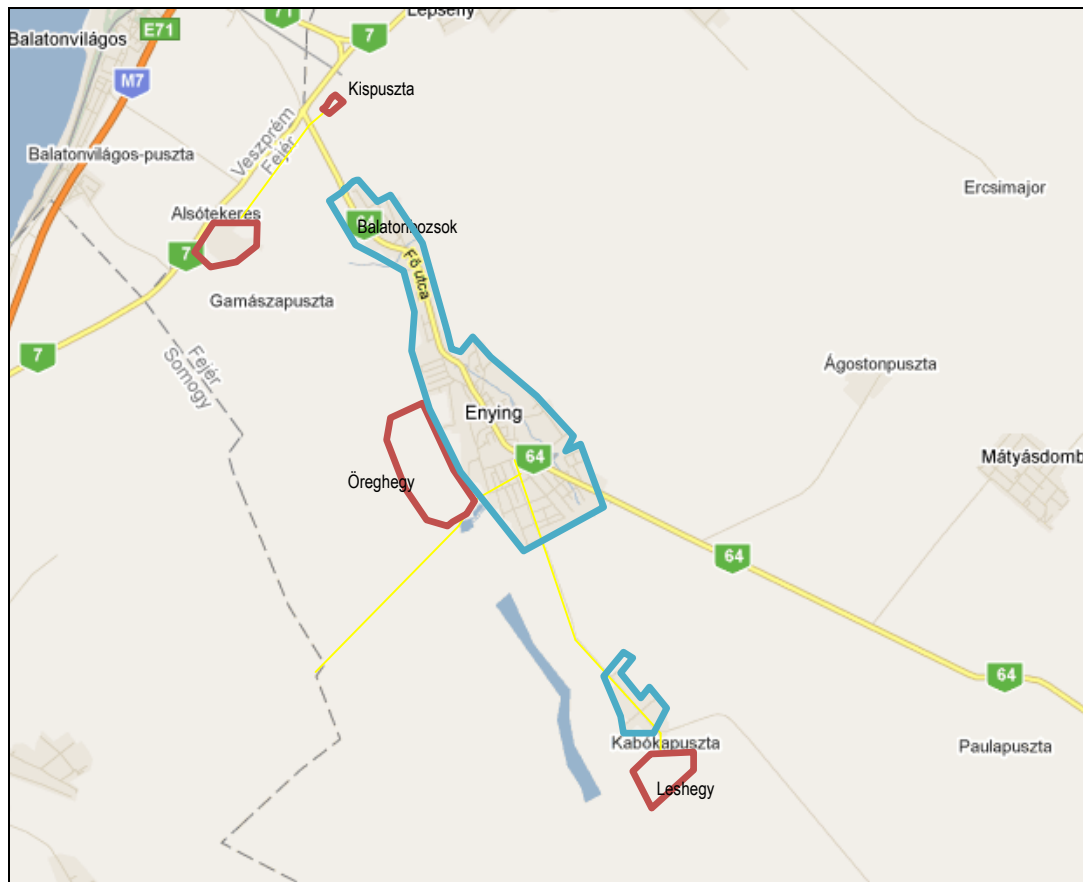 Lepsény
71
Balatonvilágos
E71
7
M7
Kispuszta
Veszprém
Fejér
Balatonvilágos-puszta
Ercsimajor
Alsótekeres
64
Balatonbozsok
7
Fő utca
Gamászapuszta
7
Fejér
Somogy
Ágostonpuszta
Enying
64
Mátyásdomb
Öreghegy
64
64
Kabókapuszta
Paulapuszta
Leshegy